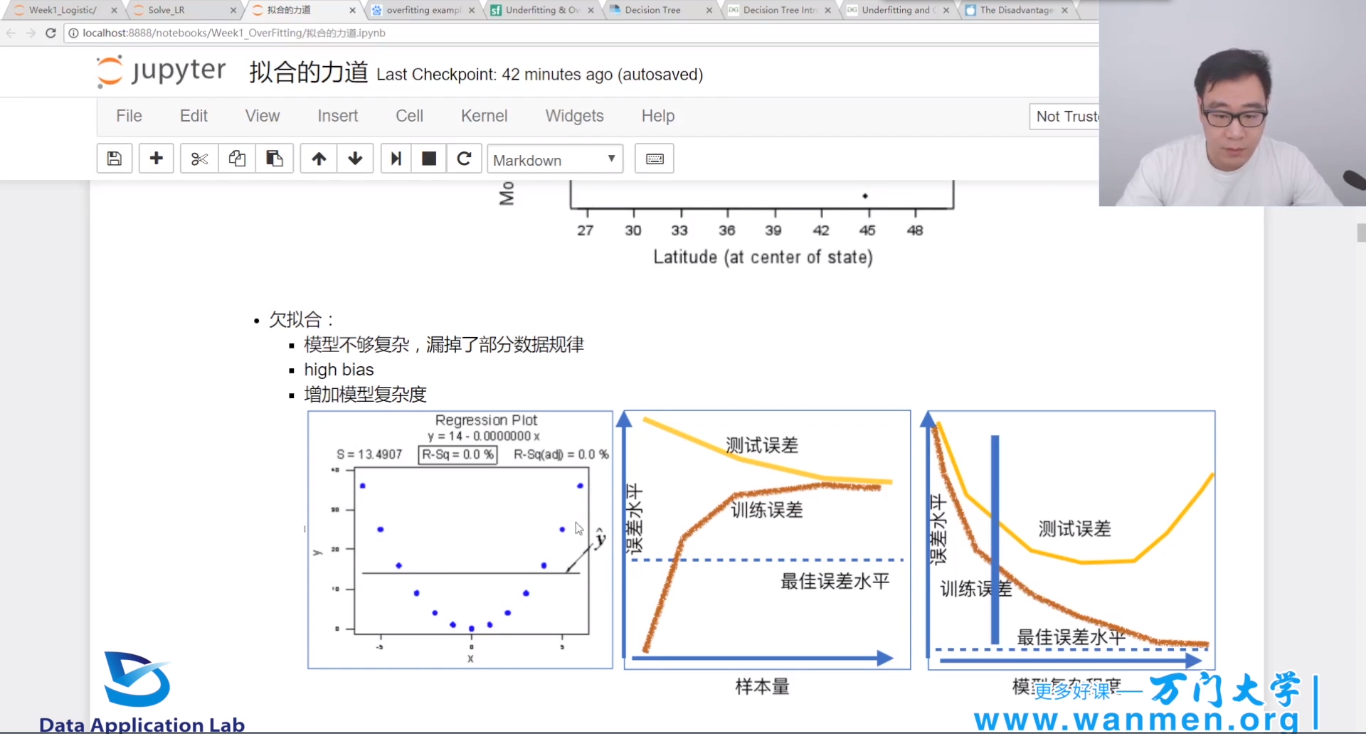 Week1_Logistic/
Solve_LR
拟合的力道
overfitting exampl
Underfitting & Ov
Decision Tree
Decision Tree Intr
Underfitting and O
The Disadvantage
localhost:8888/notebooks/Week1_OverFitting/拟合的力道.ipynb
jupyter 拟合的力道 Last Checkpoint: 42 minutes ago (autosaved)
File Edit View Insert Cell Kernel Widgets Help
Not Truste
Markdown
Mo
27 30 33 36 39 42 45 48
Latitude (at center of state)
欠拟合：
模型不够复杂，漏掉了部分数据规律
high bias
增加模型复杂度
Regression Plot
y = 14 - 0.0000000 x
S = 13.4907 R-Sq = 0.0 % R-Sq(adj) = 0.0 %
40
30
20
10
0
y
ŷ
-5 0 5
x
测试误差
训练误差
误差水平
最佳误差水平
样本量
测试误差
误差水平
训练误差
最佳误差水平
模型复杂程度
Data Application Lab
更多好课 — 万门大学
www.wanmen.org